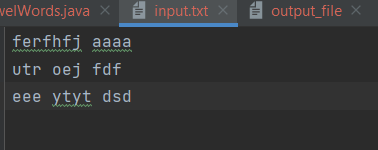 welWords.java input.txt output_file
ferfhfj aaaa
utr oej fdf
eee ytyt dsd